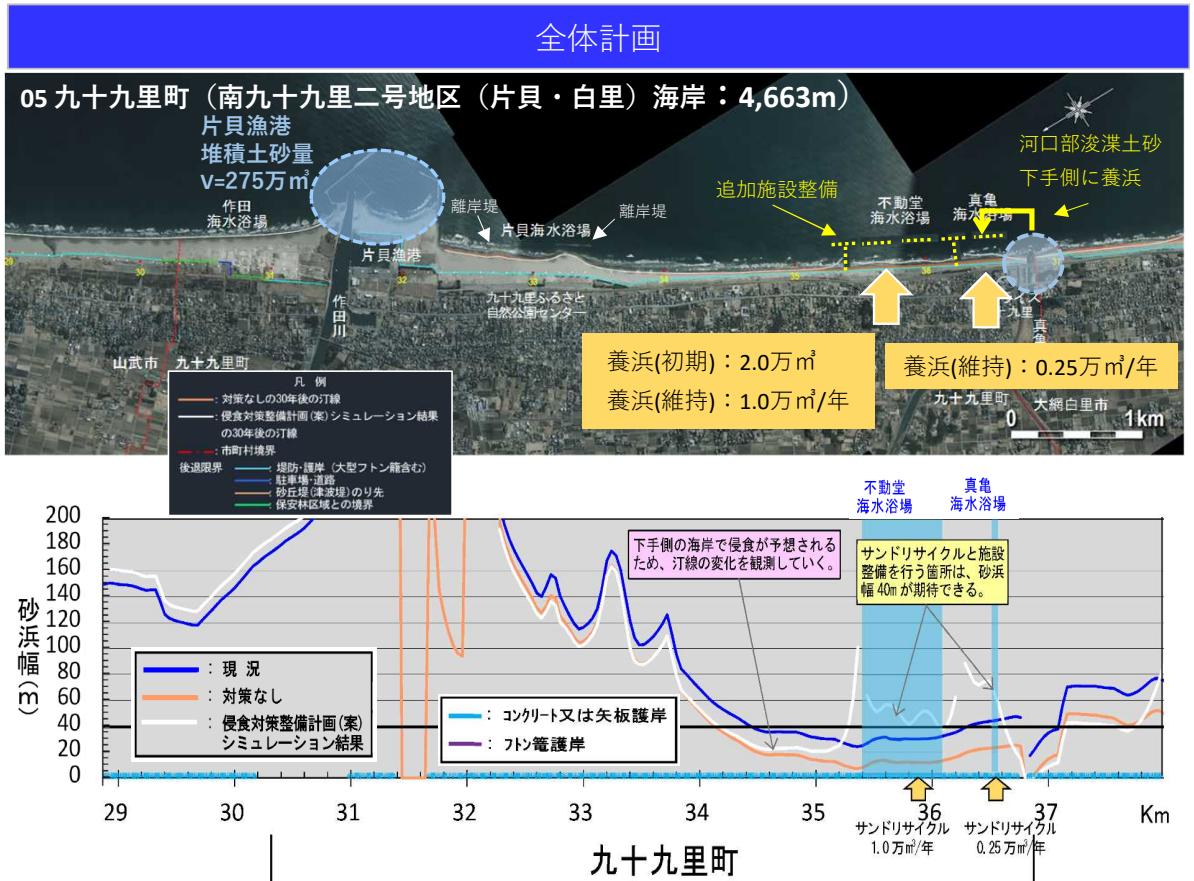 全体計画
05 九十九里町（南九十九里二号地区（片貝・白里）海岸：4,663m）
片貝漁港
堆積土砂量
V=275万㎥
作田
海水浴場
離岸堤
片貝海水浴場
離岸堤
追加施設整備
不動堂
海水浴場
真亀
海水浴場
河口部浚渫土砂
下手側に養浜
29
30
31
32
34
35
36
37
片貝漁港
作田川
九十九里ふるさと
自然公園センター
山武市
九十九里町
養浜(初期)：2.0万㎥
養浜(維持)：1.0万㎥/年
養浜(維持)：0.25万㎥/年
九十九里町
大網白里市
0
1km
凡 例
：対策なしの30年後の汀線
：侵食対策整備計画(案)シミュレーション結果
の30年後の汀線
：市町村境界
後退限界
：堤防・護岸（大型フトン籠含む）
：駐車場・道路
：砂丘堤(津波堤)のり先
：保安林区域との境界
不動堂
海水浴場
真亀
海水浴場
下手側の海岸で侵食が予想される
ため、汀線の変化を観測していく。
サンドリサイクルと施設
整備を行う箇所は、砂浜
幅40mが期待できる。
砂浜幅(m)
200
180
160
140
120
100
80
60
40
20
0
：現 況
：対策なし
：侵食対策整備計画(案)
シミュレーション結果
：コンクリート又は矢板護岸
：フトン篭護岸
29
30
31
32
33
34
35
36
37
Km
サンドリサイクル
1.0万㎥/年
サンドリサイクル
0.25万㎥/年
九十九里町